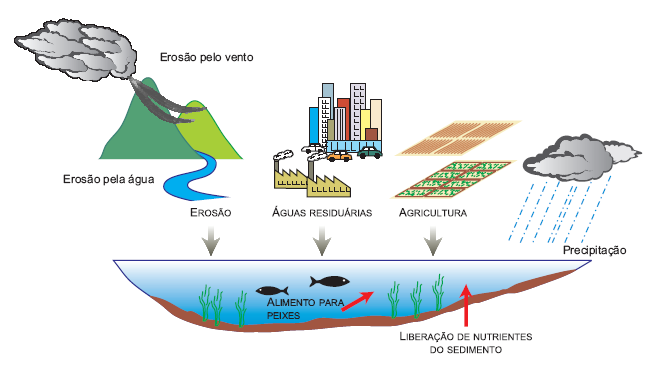 Erosão pelo vento
Erosão pela água
EROSÃO
ÁGUAS RESIDUÁRIAS
AGRICULTURA
Precipitação
ALIMENTO PARA
PEIXES
LIBERAÇÃO DE NUTRIENTES
DO SEDIMENTO